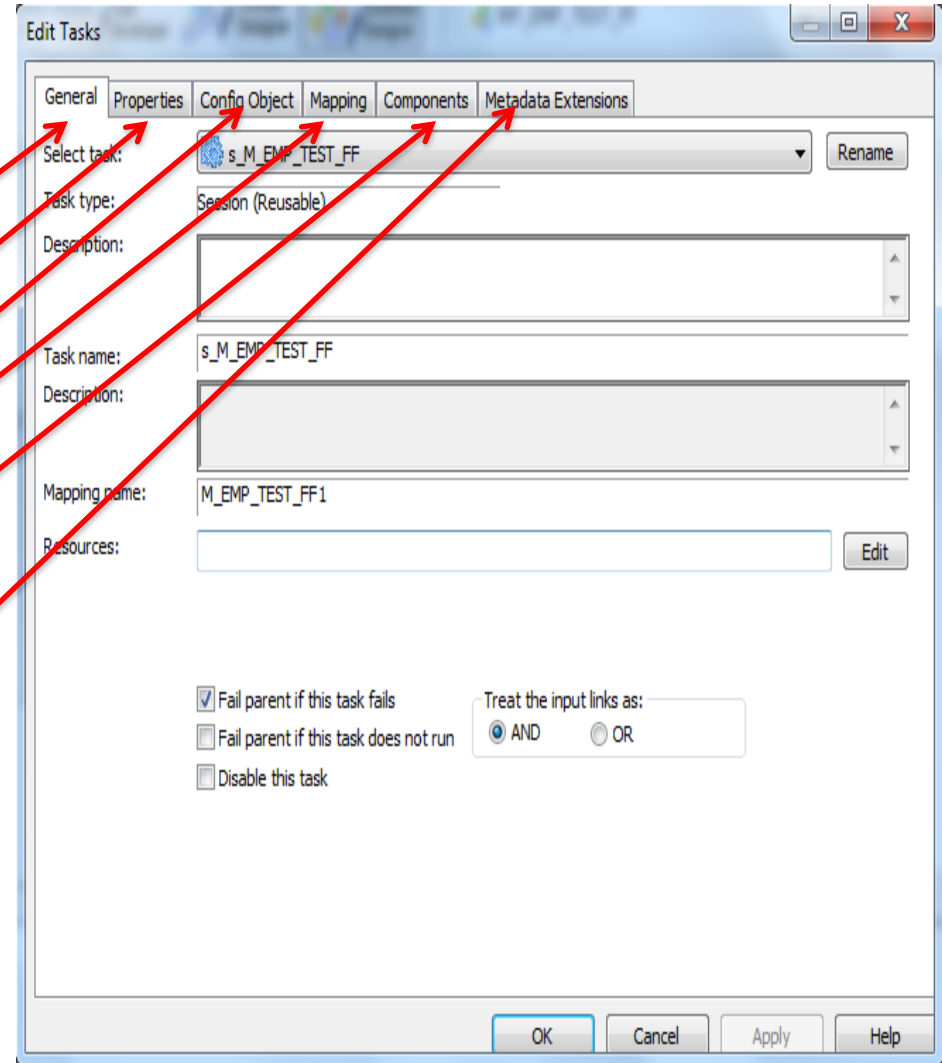 Edit Tasks
General Properties Config Object Mapping Components Metadata Extensions
Select task: s_M_EMP_TEST_FF Rename
Task type: Session (Reusable)
Description:
Task name: s_M_EMP_TEST_FF
Description:
Mapping name: M_EMP_TEST_FF1
Resources: Edit
Fail parent if this task fails Treat the input links as:
Fail parent if this task does not run AND OR
Disable this task
OK Cancel Apply Help